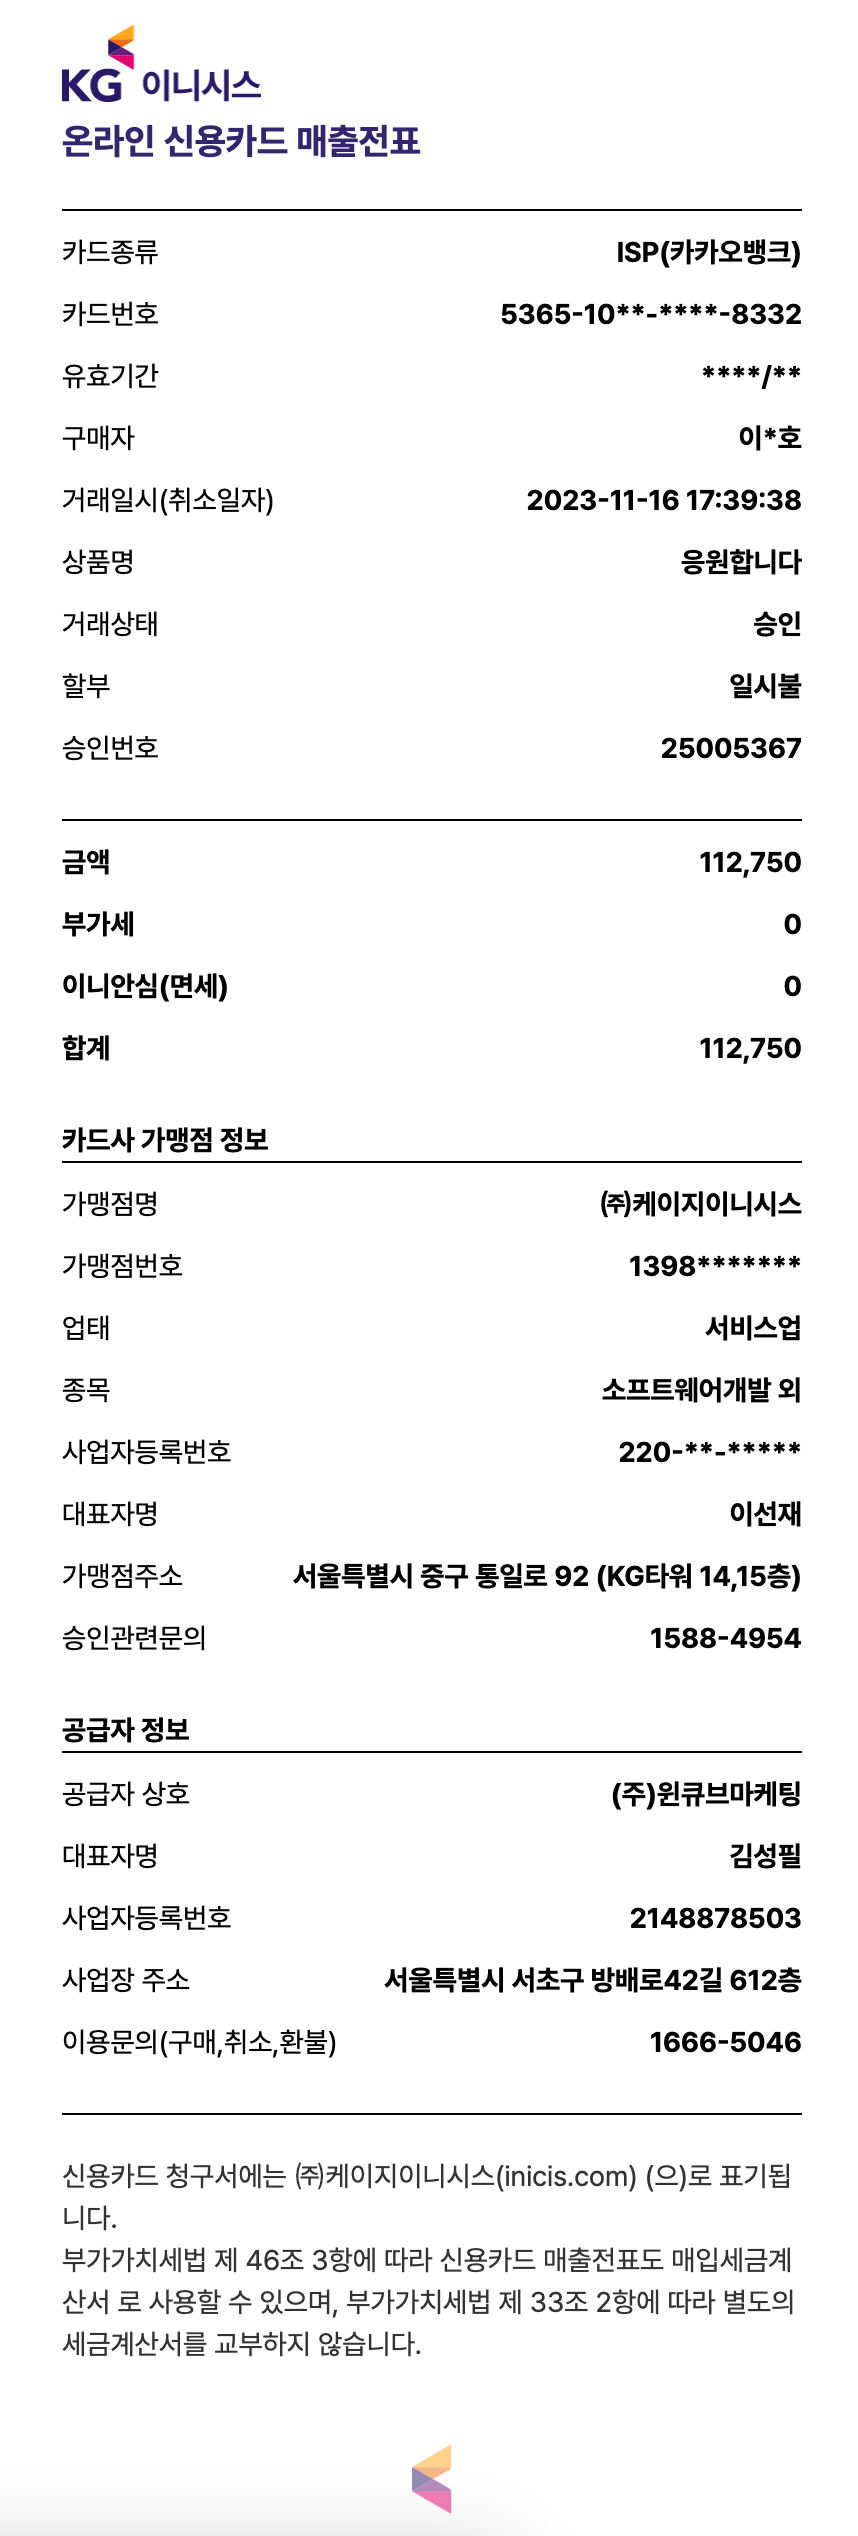 KG 이니시스
온라인 신용카드 매출전표
카드종류 ISP(카카오뱅크)
카드번호 5365-10**-****-8332
유효기간 ****/**
구매자 이*호
거래일시(취소일자) 2023-11-16 17:39:38
상품명 응원합니다
거래상태 승인
할부 일시불
승인번호 25005367
금액 112,750
부가세 0
이니안심(면세) 0
합계 112,750
카드사 가맹점 정보
가맹점명 ㈜케이지이니시스
가맹점번호 1398*******
업태 서비스업
종목 소프트웨어개발 외
사업자등록번호 220-**-*****
대표자명 이선재
가맹점주소 서울특별시 중구 통일로 92 (KG타워 14,15층)
승인관련문의 1588-4954
공급자 정보
공급자 상호 (주)윈큐브마케팅
대표자명 김성필
사업자등록번호 2148878503
사업장 주소 서울특별시 서초구 방배로42길 612층
이용문의(구매,취소,환불) 1666-5046
신용카드 청구서에는 ㈜케이지이니시스(inicis.com) (으)로 표기됩
니다.
부가가치세법 제 46조 3항에 따라 신용카드 매출전표도 매입세금계
산서 로 사용할 수 있으며, 부가가치세법 제 33조 2항에 따라 별도의
세금계산서를 교부하지 않습니다.